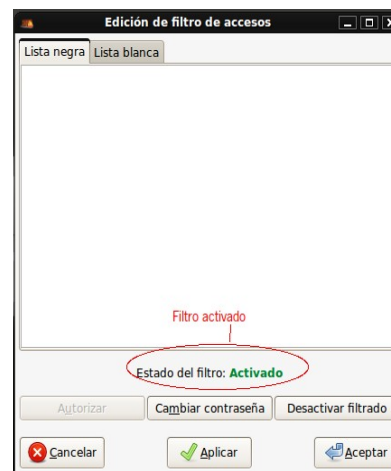 Edición de filtro de accesos
Lista negra Lista blanca
Filtro activado
Estado del filtro: Activado
Autorizar Cambiar contraseña Desactivar filtrado
Cancelar Aplicar Aceptar